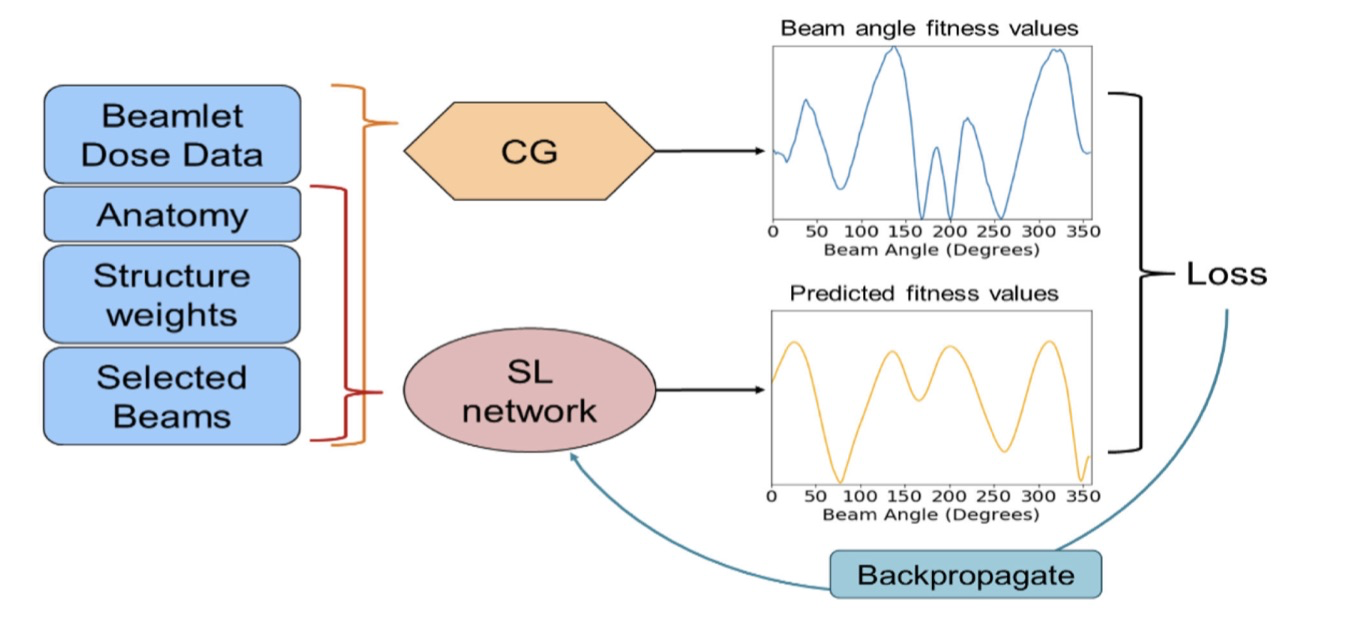 Beamlet
Dose Data
Anatomy
Structure
weights
Selected
Beams
CG
SL
network
Beam angle fitness values
0 50 100 150 200 250 300 350
Beam Angle (Degrees)
Predicted fitness values
0 50 100 150 200 250 300 350
Beam Angle (Degrees)
Loss
Backpropagate